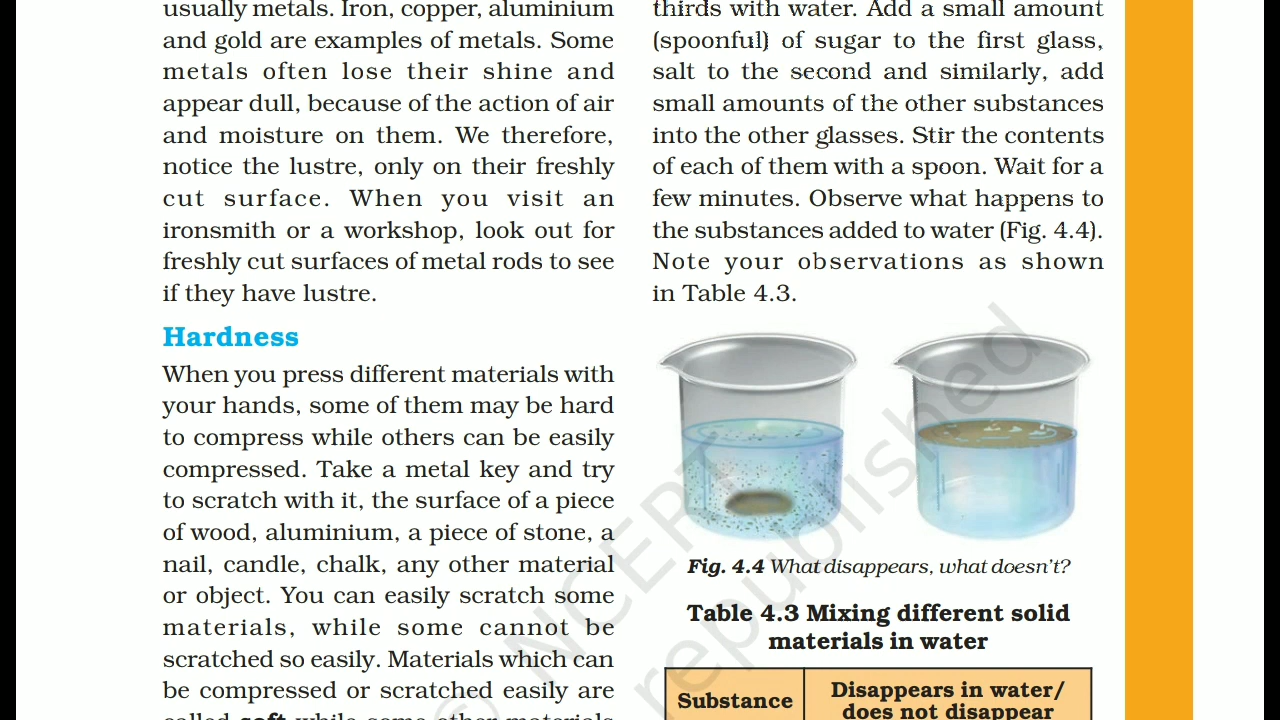 usually metals. Iron, copper, aluminium
and gold are examples of metals. Some
metals often lose their shine and
appear dull, because of the action of air
and moisture on them. We therefore,
notice the lustre, only on their freshly
cut surface. When you visit an
ironsmith or a workshop, look out for
freshly cut surfaces of metal rods to see
if they have lustre.
Hardness
When you press different materials with
your hands, some of them may be hard
to compress while others can be easily
compressed. Take a metal key and try
to scratch with it, the surface of a piece
of wood, aluminium, a piece of stone, a
nail, candle, chalk, any other material
or object. You can easily scratch some
materials, while some cannot be
scratched so easily. Materials which can
be compressed or scratched easily are
called soft while some other materials
thirds with water. Add a small amount
(spoonful) of sugar to the first glass,
salt to the second and similarly, add
small amounts of the other substances
into the other glasses. Stir the contents
of each of them with a spoon. Wait for a
few minutes. Observe what happens to
the substances added to water (Fig. 4.4).
Note your observations as shown
in Table 4.3.
Fig. 4.4 What disappears, what doesn't?
Table 4.3 Mixing different solid
materials in water
Substance
Disappears in water/
does not disappear
© NCERT
republished